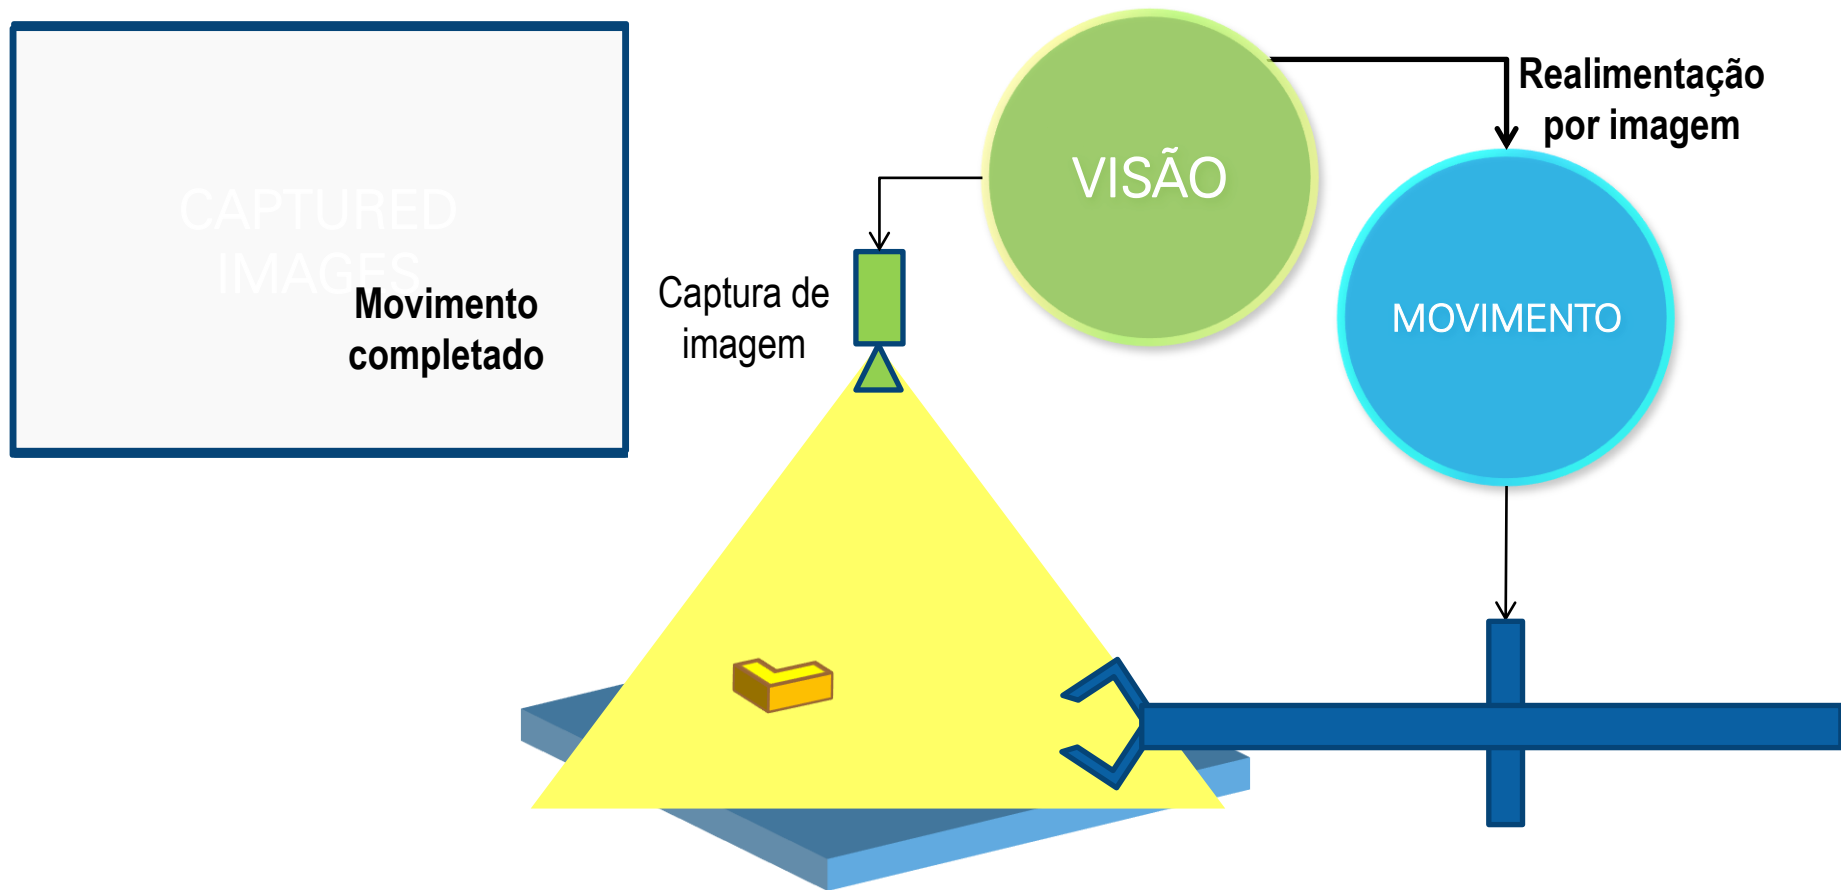 CAPTURED
IMAGES
Movimento
completado
Captura de
imagem
VISÃO
Realimentação
por imagem
MOVIMENTO